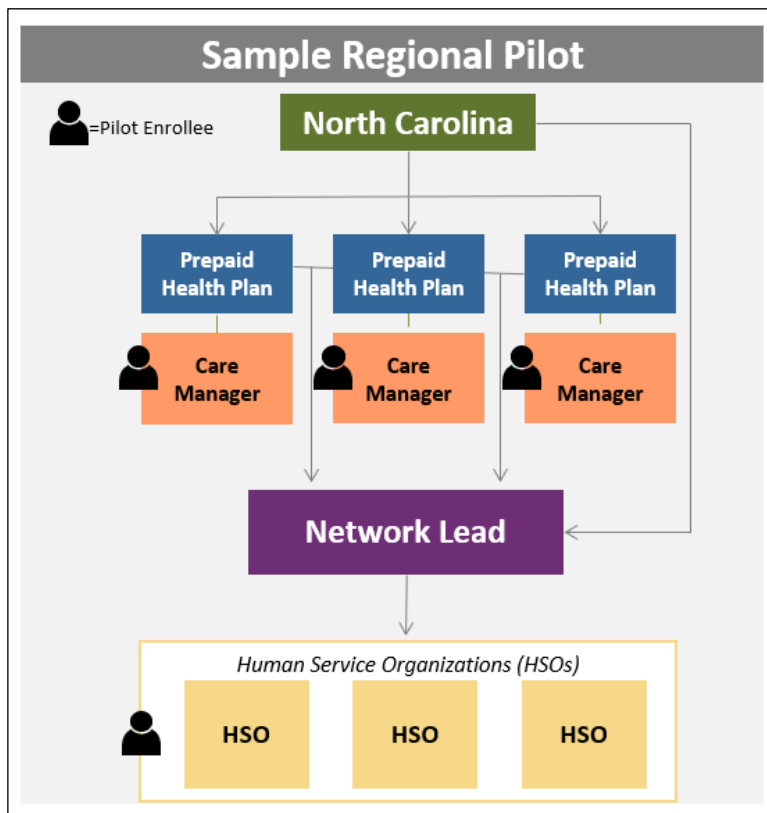 Sample Regional Pilot
=Pilot Enrollee
North Carolina
Prepaid
Health Plan
Prepaid
Health Plan
Prepaid
Health Plan
Care
Manager
Care
Manager
Care
Manager
Network Lead
Human Service Organizations (HSOs)
HSO
HSO
HSO